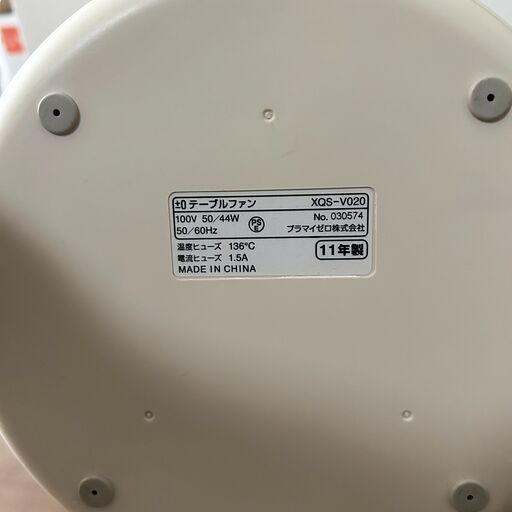 ±0 テーブルファン XQS-V020
100V 50/44W PSE No. 030574
50/60Hz プラマイゼロ株式会社
温度ヒューズ 136℃ 11年製
電流ヒューズ 1.5A
MADE IN CHINA